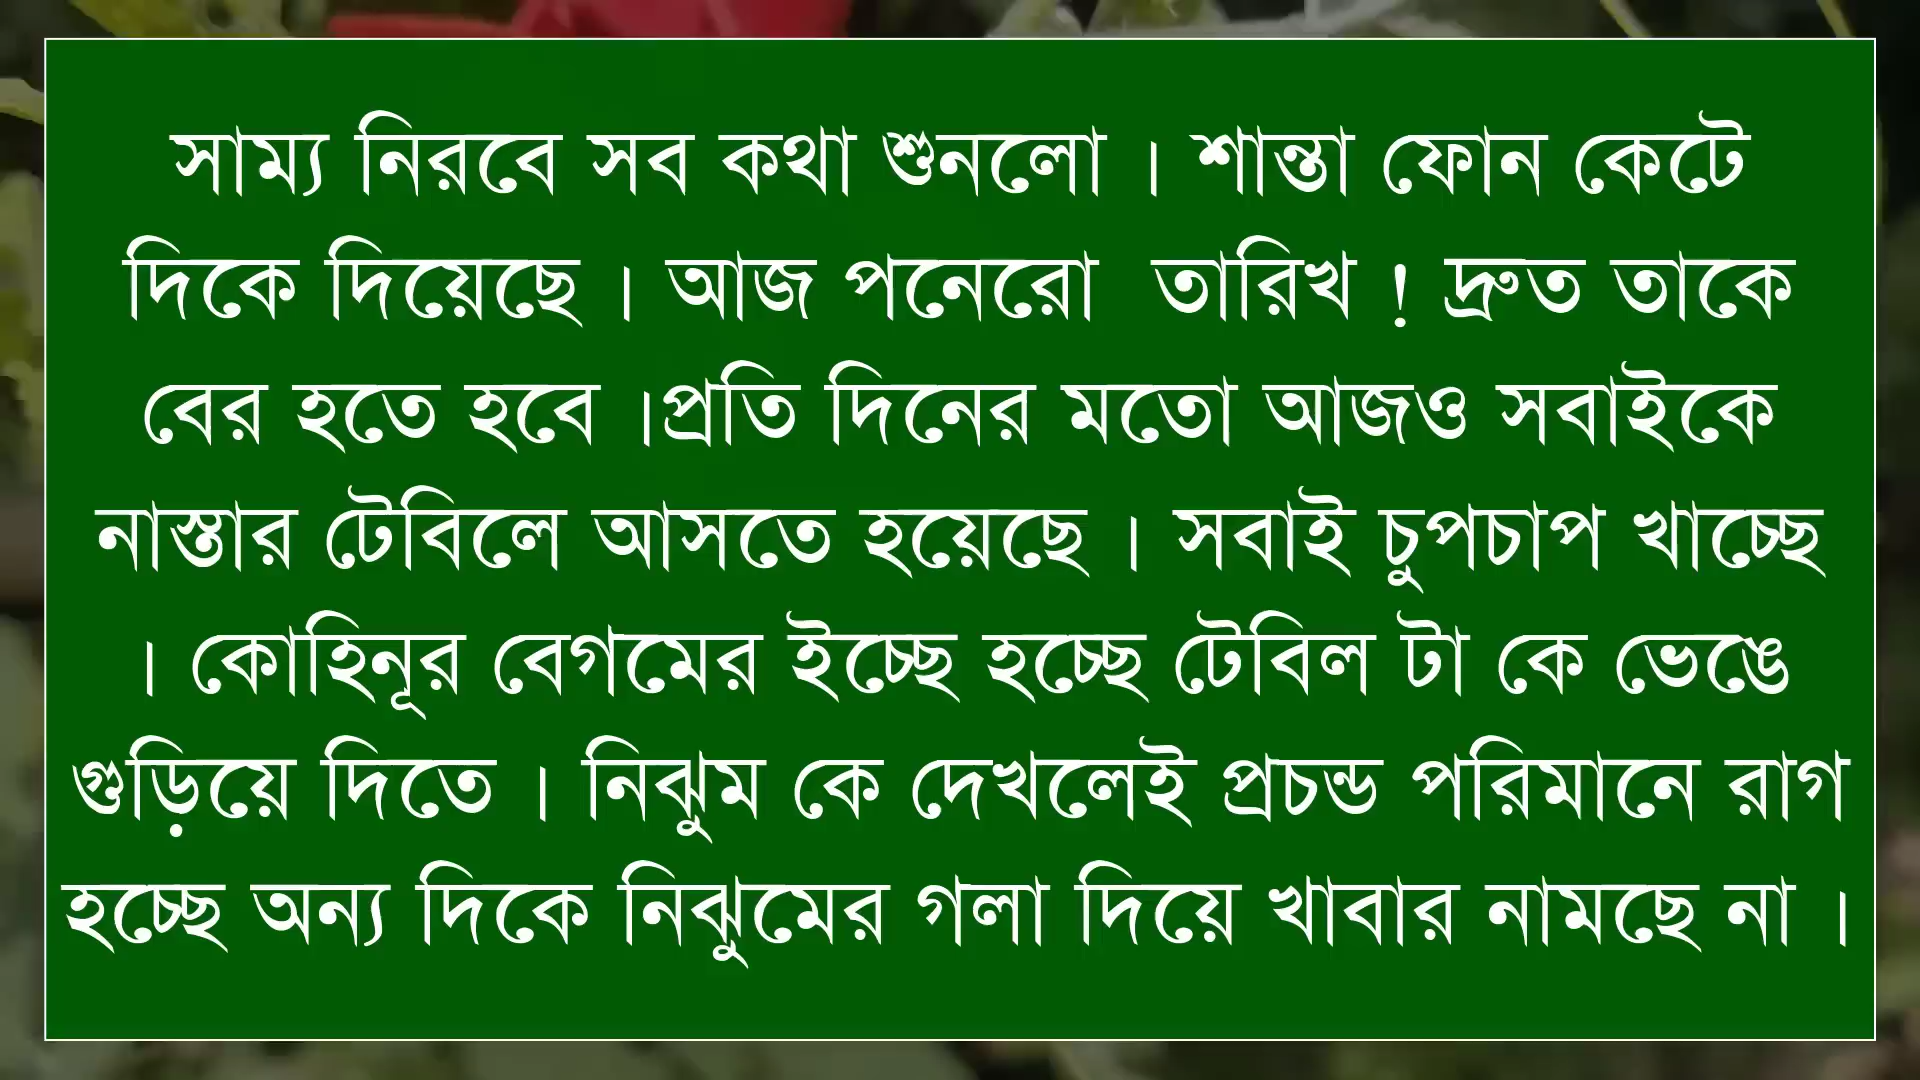 সাম্য নিরবে সব কথা শুনলো । শান্তা ফোন কেটে
দিকে দিয়েছে । আজ পনেরো তারিখ ! দ্রুত তাকে
বের হতে হবে ।প্রতি দিনের মতো আজও সবাইকে
নাস্তার টেবিলে আসতে হয়েছে । সবাই চুপচাপ খাচ্ছে
। কোহিনূর বেগমের ইচ্ছে হচ্ছে টেবিল টা কে ভেঙে
গুড়িয়ে দিতে । নিঝুম কে দেখলেই প্রচন্ড পরিমানে রাগ
হচ্ছে অন্য দিকে নিঝুমের গলা দিয়ে খাবার নামছে না ।